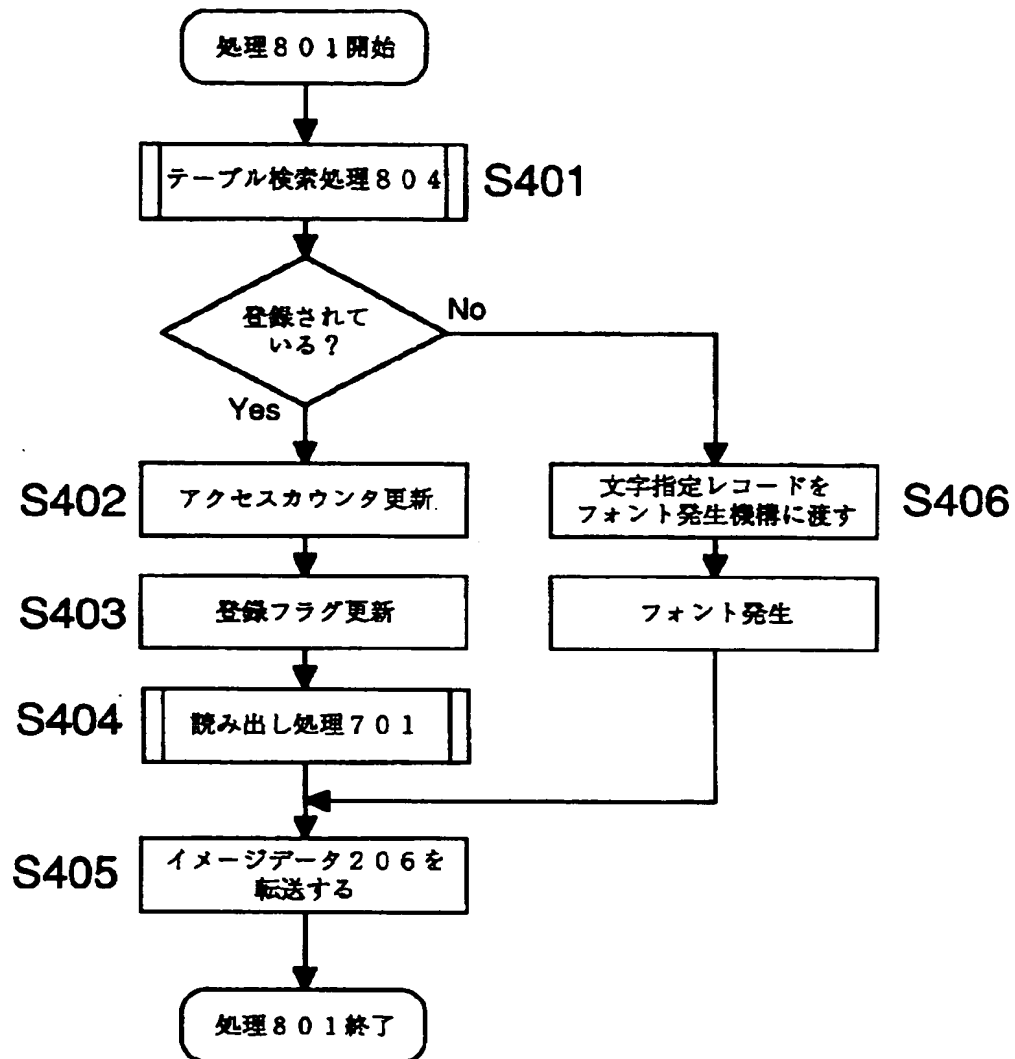 処理８０１開始
テーブル検索処理８０４
S401
登録されて
いる？
No
Yes
S402
アクセスカウンタ更新
文字指定レコードを
フォント発生機構に渡す
S406
S403
登録フラグ更新
フォント発生
S404
読み出し処理７０１
S405
イメージデータ２０６を
転送する
処理８０１終了